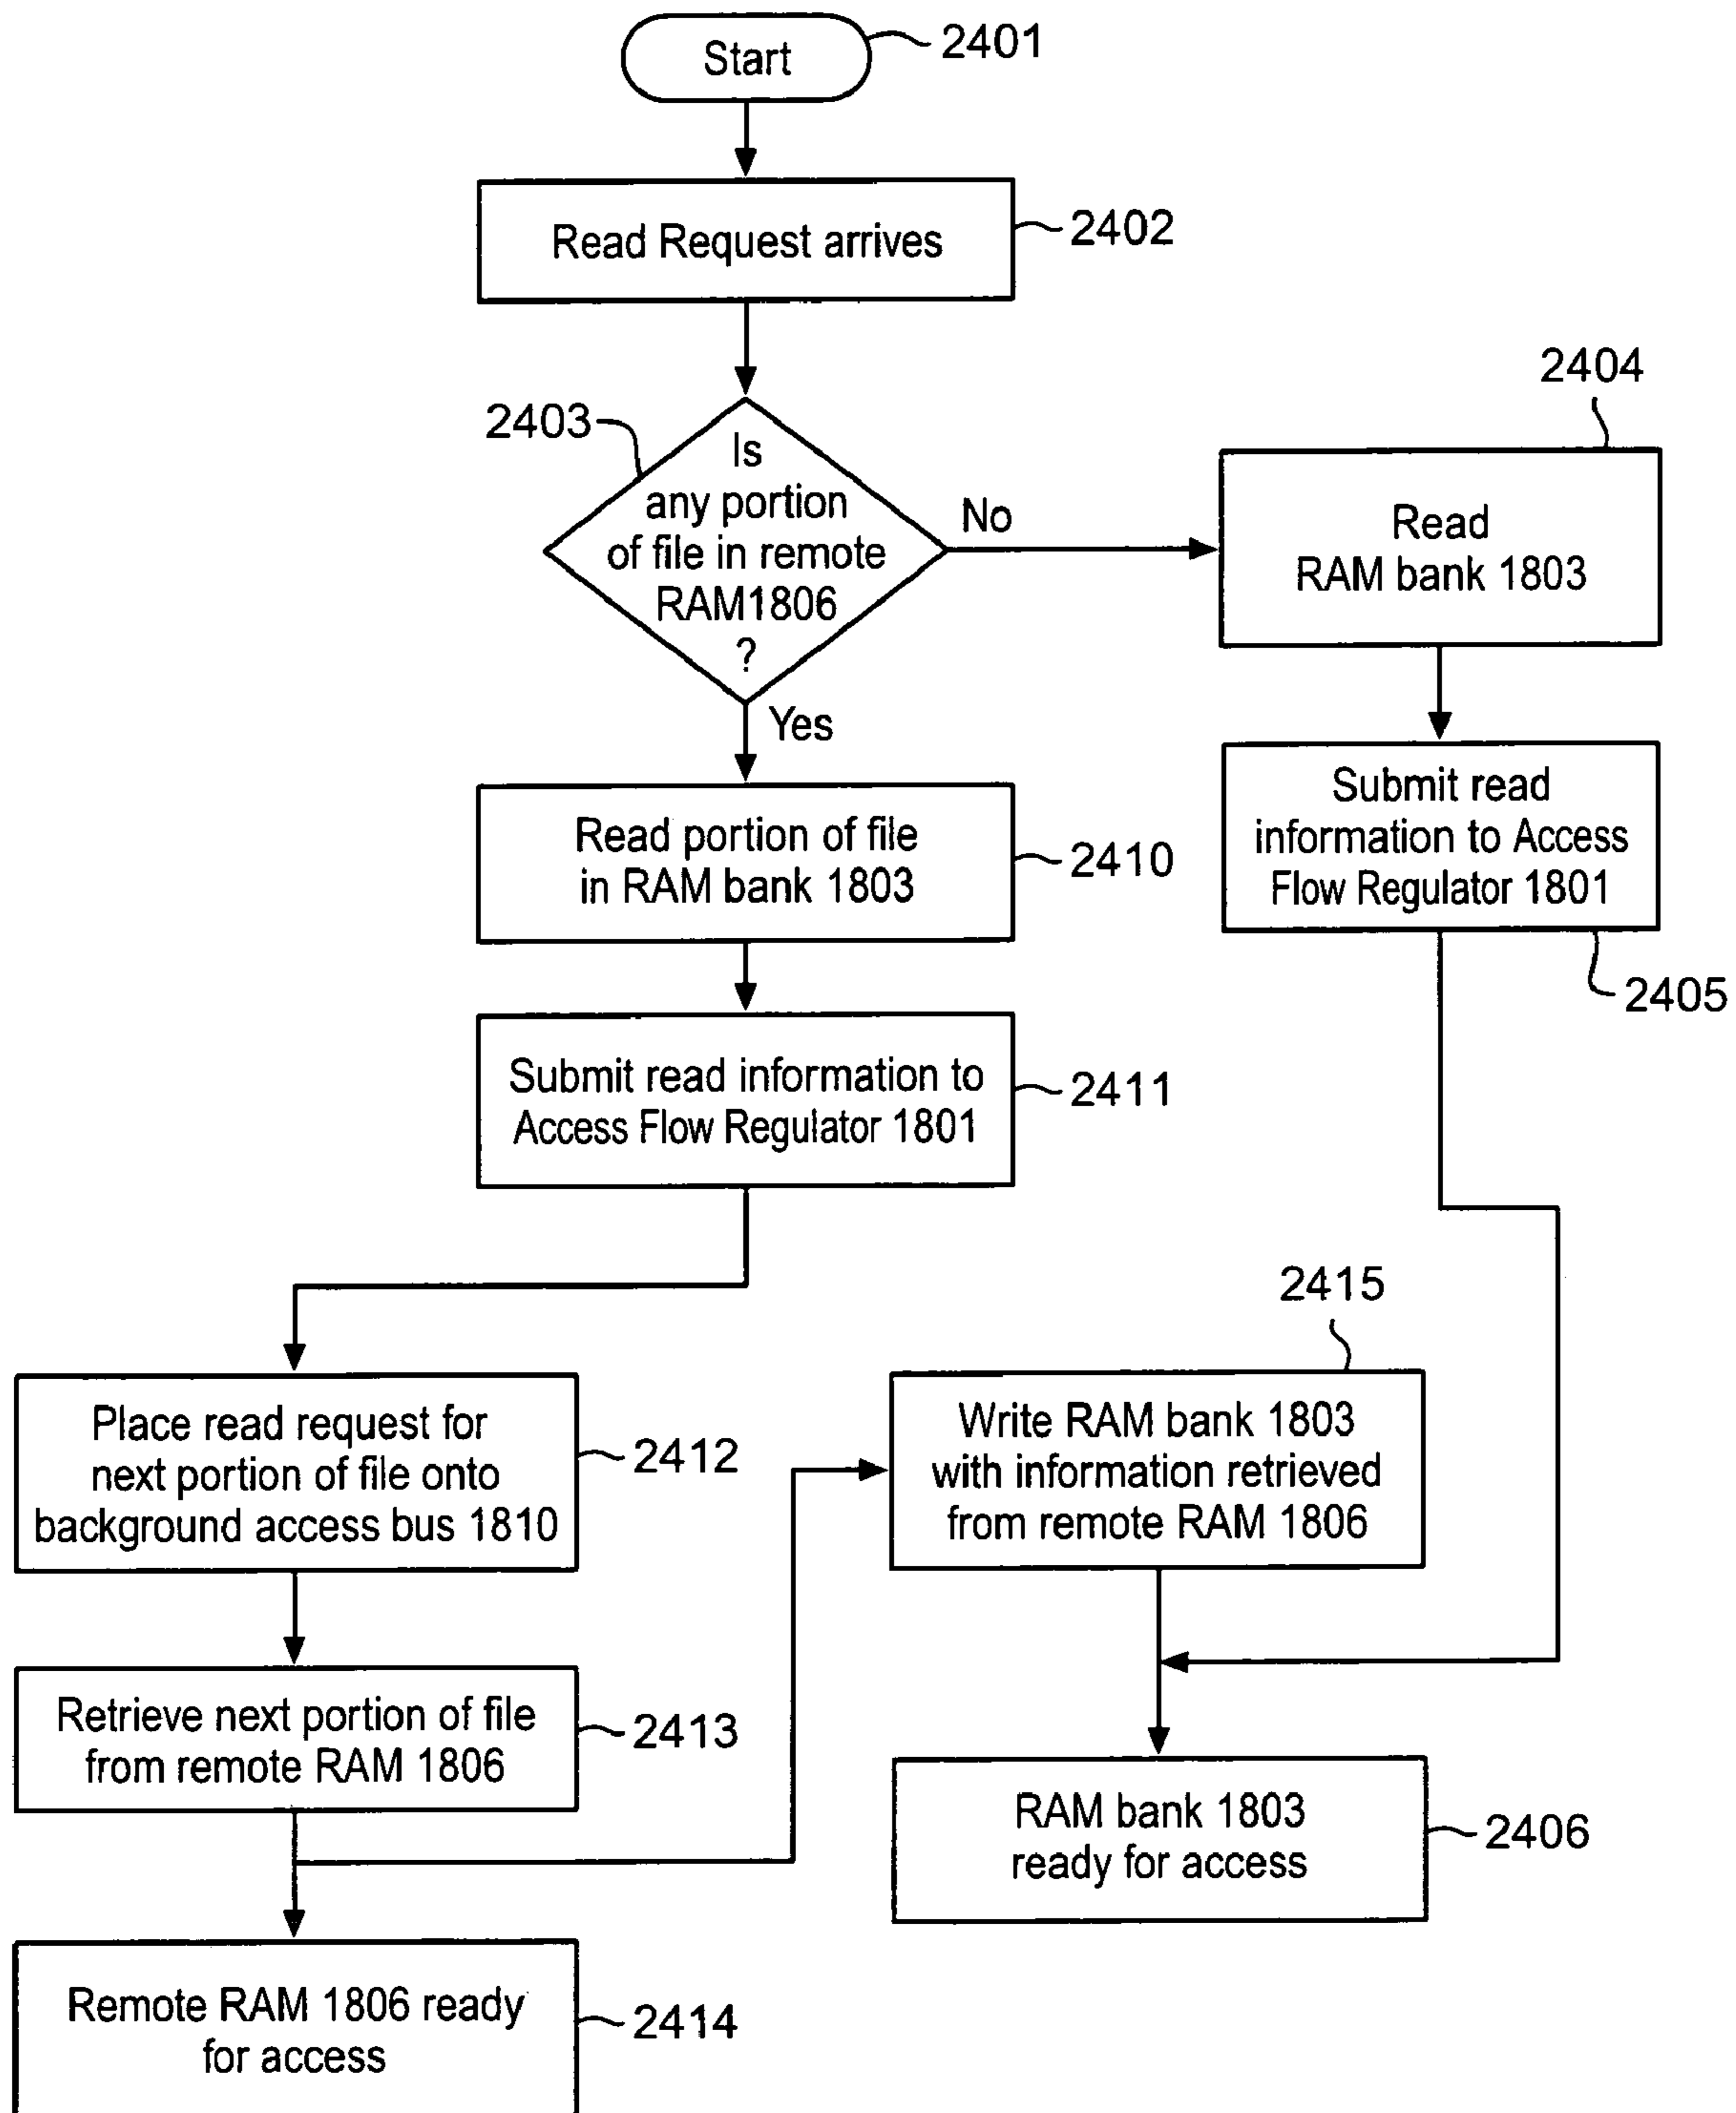 Start
2401
Read Request arrives
2402
2403
Is
any portion
of file in remote
RAM1806
?
No
Yes
2404
Read
RAM bank 1803
Submit read
information to Access
Flow Regulator 1801
2405
Read portion of file
in RAM bank 1803
2410
Submit read information to
Access Flow Regulator 1801
2411
Place read request for
next portion of file onto
background access bus 1810
2412
2415
Write RAM bank 1803
with information retrieved
from remote RAM 1806
Retrieve next portion of file
from remote RAM 1806
2413
RAM bank 1803
ready for access
2406
Remote RAM 1806 ready
for access
2414